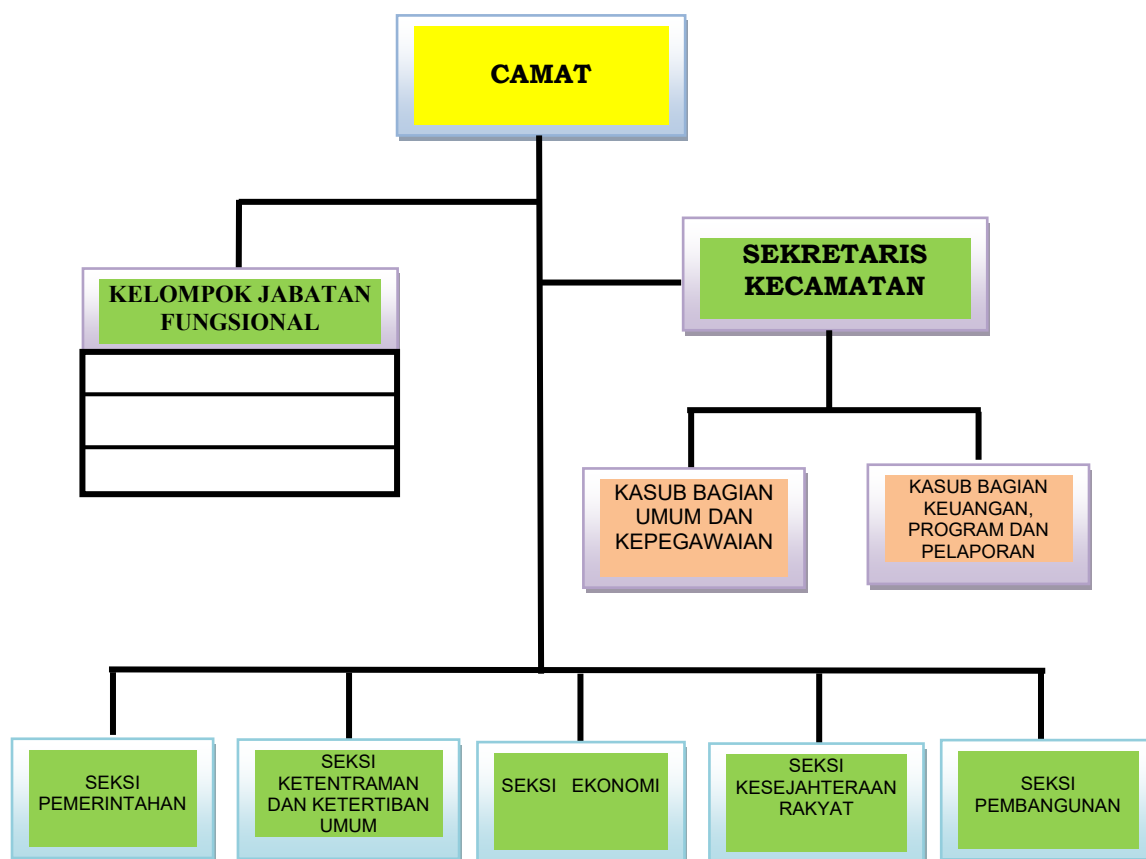 CAMAT
SEKRETARIS
KECAMATAN
KELOMPOK JABATAN
FUNGSIONAL
KASUB BAGIAN
UMUM DAN
KEPEGAWAIAN
KASUB BAGIAN
KEUANGAN,
PROGRAM DAN
PELAPORAN
SEKSI
PEMERINTAHAN
SEKSI
KETENTRAMAN
DAN KETERTIBAN
UMUM
SEKSI EKONOMI
SEKSI
KESEJAHTERAAN
RAKYAT
SEKSI
PEMBANGUNAN